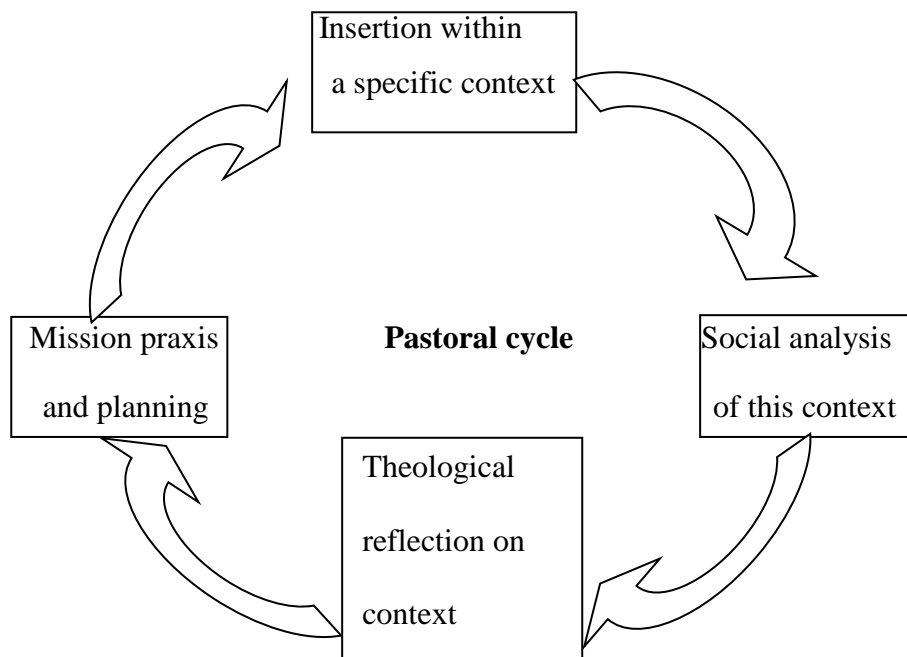 Insertion within
a specific context
Mission praxis
and planning
Pastoral cycle
Social analysis
of this context
Theological
reflection on
context